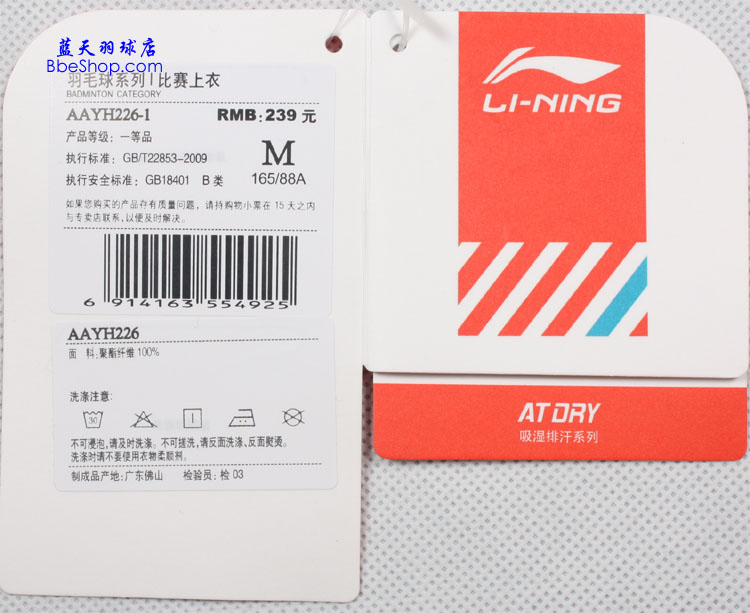 蓝天羽球店
BbeShop.com
羽毛球系列 | 比赛上衣
BADMINTON CATEGORY
AAYH226-1 RMB: 239 元
产品等级: 一等品
执行标准: GB/T22853-2009
M
执行安全标准: GB18401 B 类 165/88A
如果您购买的产品存有质量问题, 请持购物小票在 15 天之内
与专卖店联系,以便及时解决。
6 914163 554925
AAYH226
面 料: 聚酯纤维 100%
洗涤注意:
30
不可浸泡,请及时洗涤。不可搓洗,请反面洗涤、反面熨烫。
洗涤时请不要使用衣物柔顺剂。
制成品产地: 广东佛山 检验员: 检 03
LI-NING
AT DRY
吸湿排汗系列